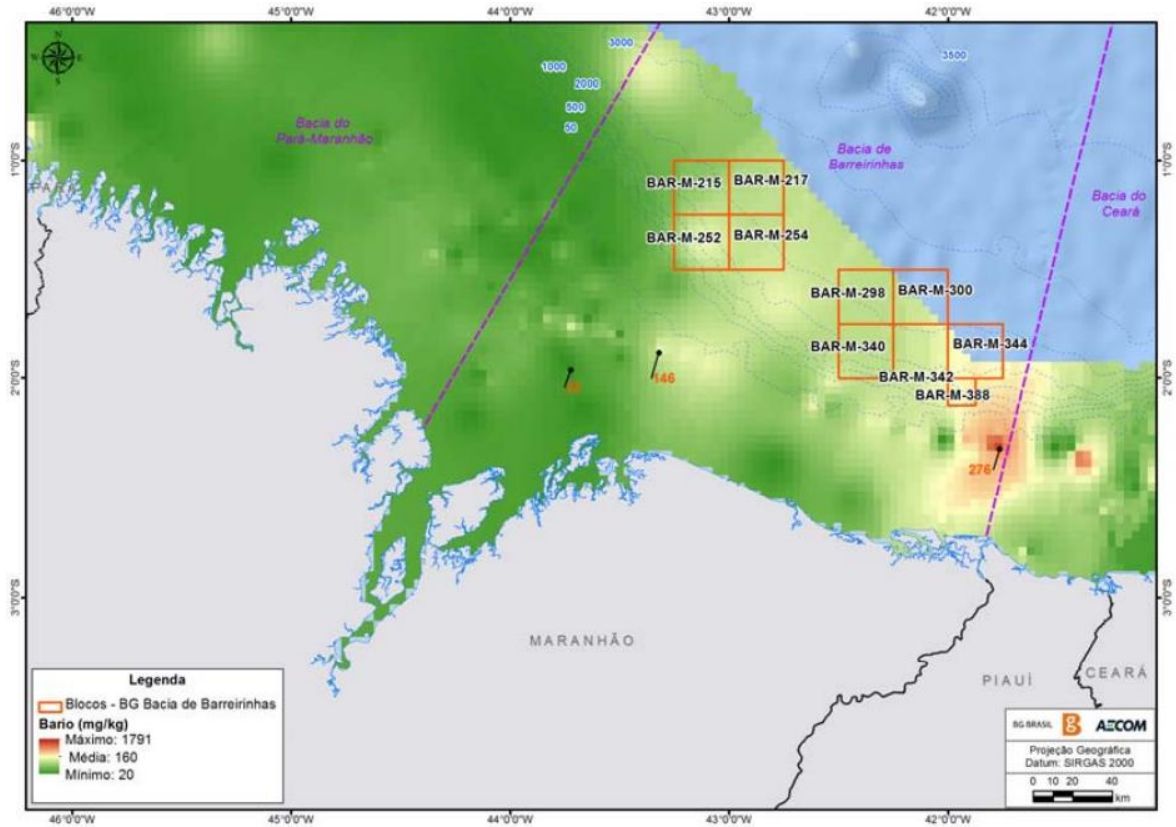 46°0'0"W 45°0'0"W 44°0'0"W 43°0'0"W 42°0'0"W
N
W E
S
3000
1000
2000
500
50
3500
Bacia do
Pará-Maranhão
Bacia de
Barreirinhas
Bacia do
Ceará
1°0'0"S
1°0'0"S
PARÁ
BAR-M-215
BAR-M-217
BAR-M-252
BAR-M-254
BAR-M-298
BAR-M-300
BAR-M-340
BAR-M-344
BAR-M-342
BAR-M-388
2°0'0"S
2°0'0"S
146
276
3°0'0"S
3°0'0"S
MARANHÃO
PIAUÍ
CEARÁ
Legenda
Blocos - BG Bacia de Barreirinhas
Bario (mg/kg)
Máximo: 1791
Média: 160
Mínimo: 20
BG BRASIL
AECOM
Projeção Geográfica
Datum: SIRGAS 2000
0 10 20 40
km
46°0'0"W 45°0'0"W 44°0'0"W 43°0'0"W 42°0'0"W